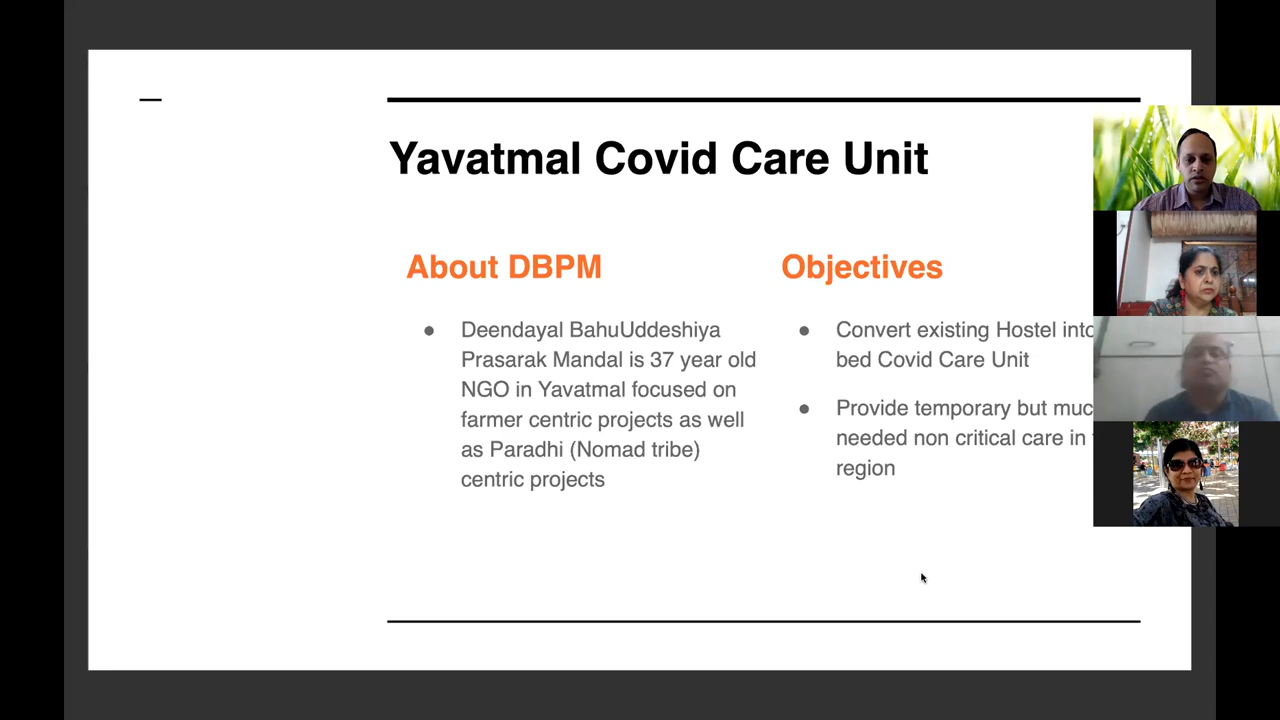 Yavatmal Covid Care Unit
About DBPM
● Deendayal BahuUddeshiya
Prasarak Mandal is 37 year old
NGO in Yavatmal focused on
farmer centric projects as well
as Paradhi (Nomad tribe)
centric projects
Objectives
● Convert existing Hostel into
bed Covid Care Unit
● Provide temporary but
needed non critical care in
region